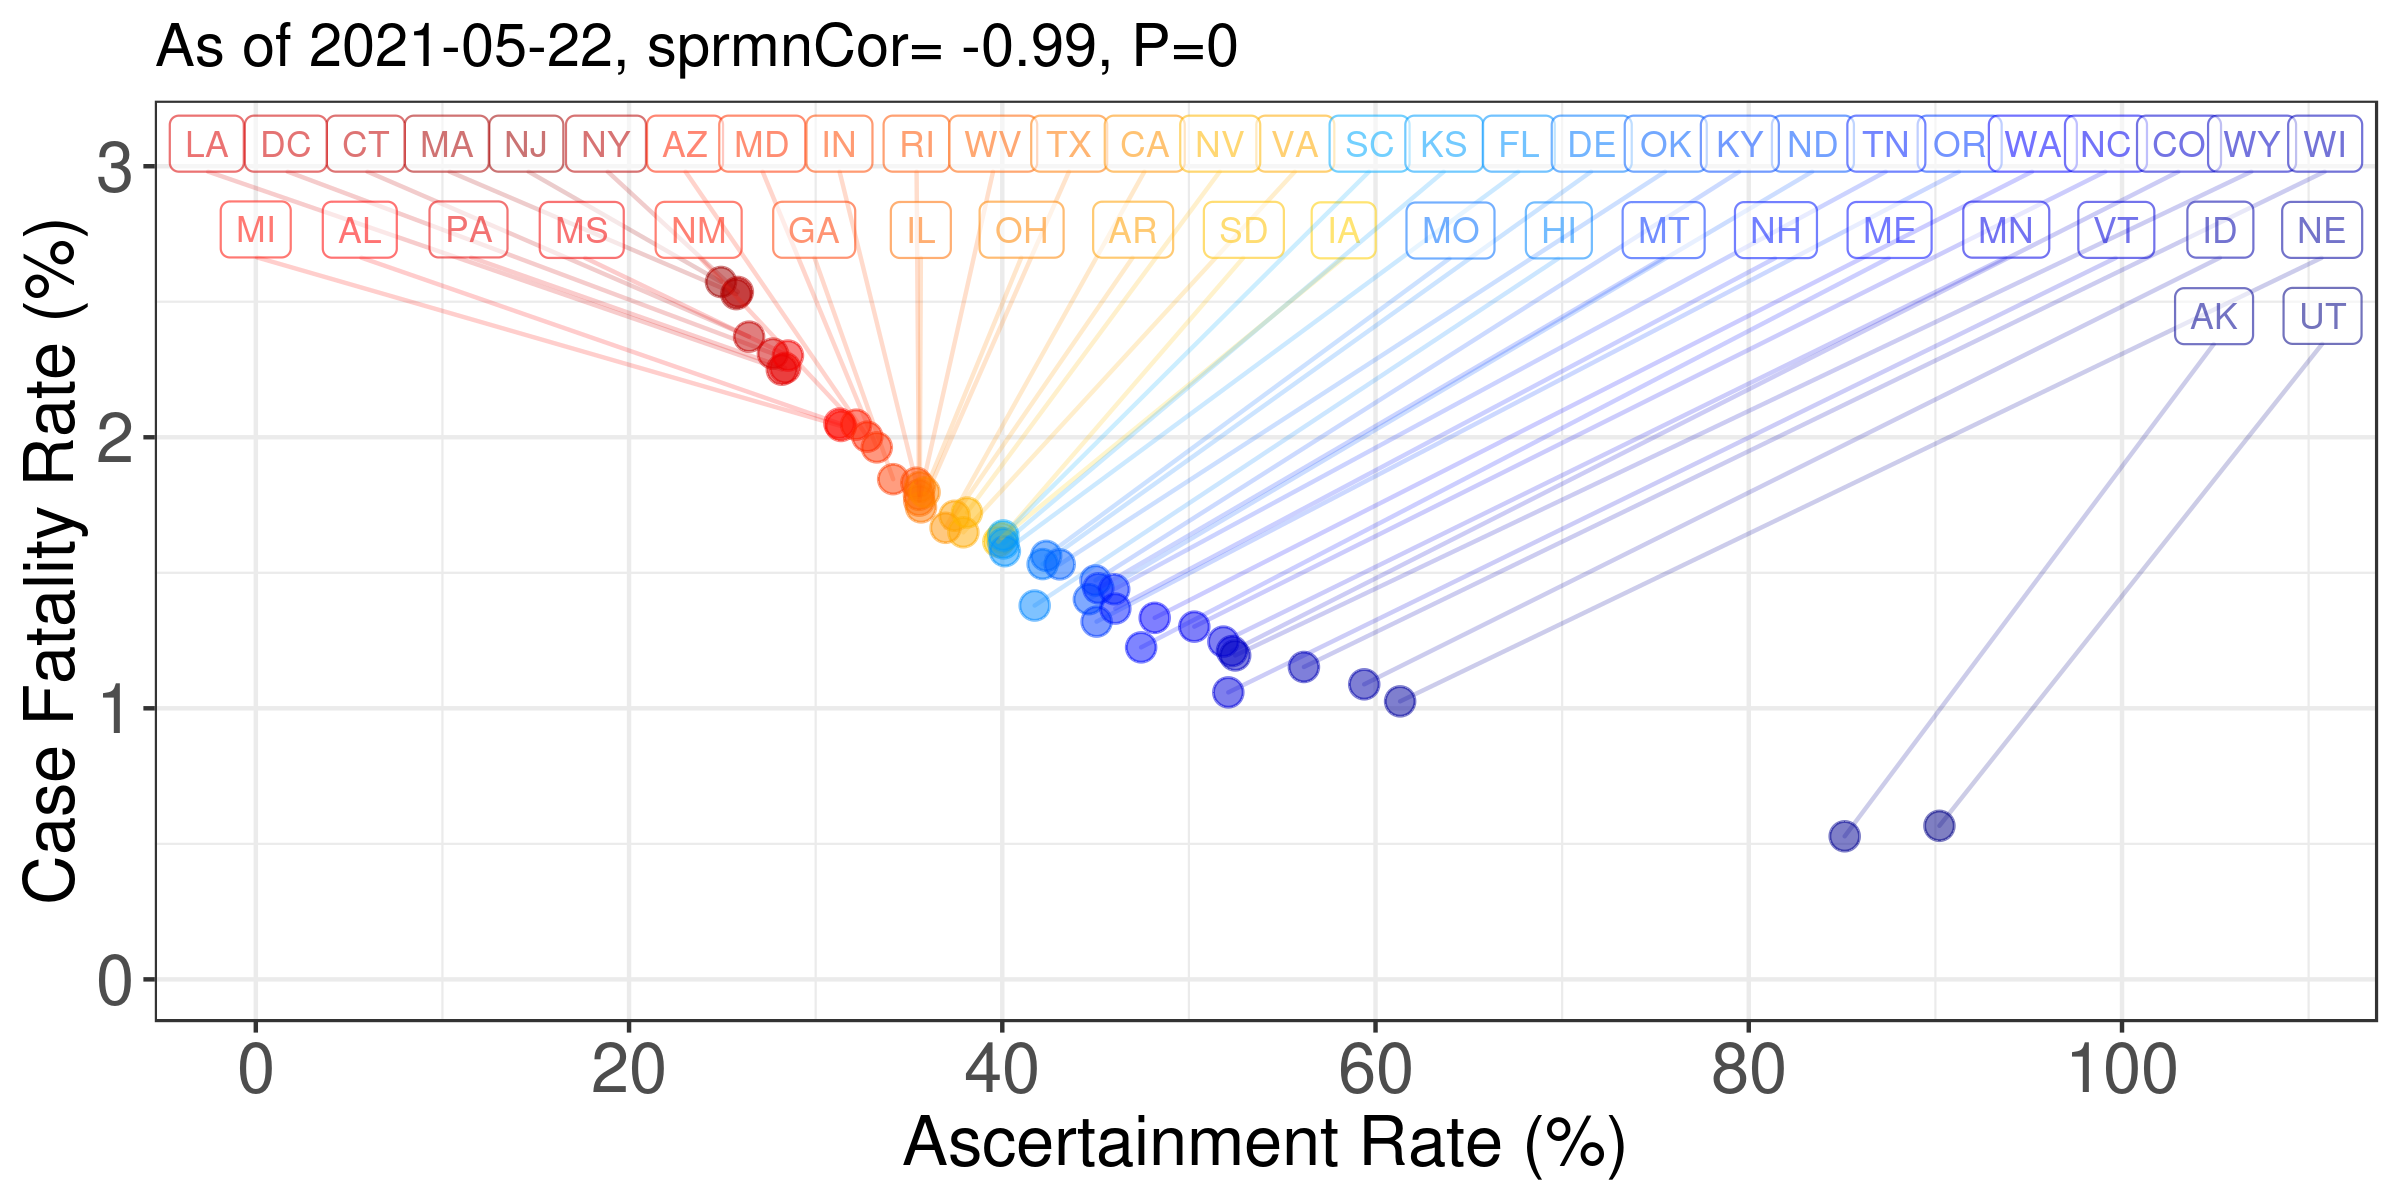 As of 2021-05-22, sprmnCor= -0.99, P=0
LA DC CT MA NJ NY AZ MD IN RI WV TX CA NV VA SC KS FL DE OK KY ND TN OR WA NC CO WY WI
MI AL PA MS NM GA IL OH AR SD IA MO HI MT NH ME MN VT ID NE
AK UT
3
2
1
0
Case Fatality Rate (%)
0 20 40 60 80 100
Ascertainment Rate (%)